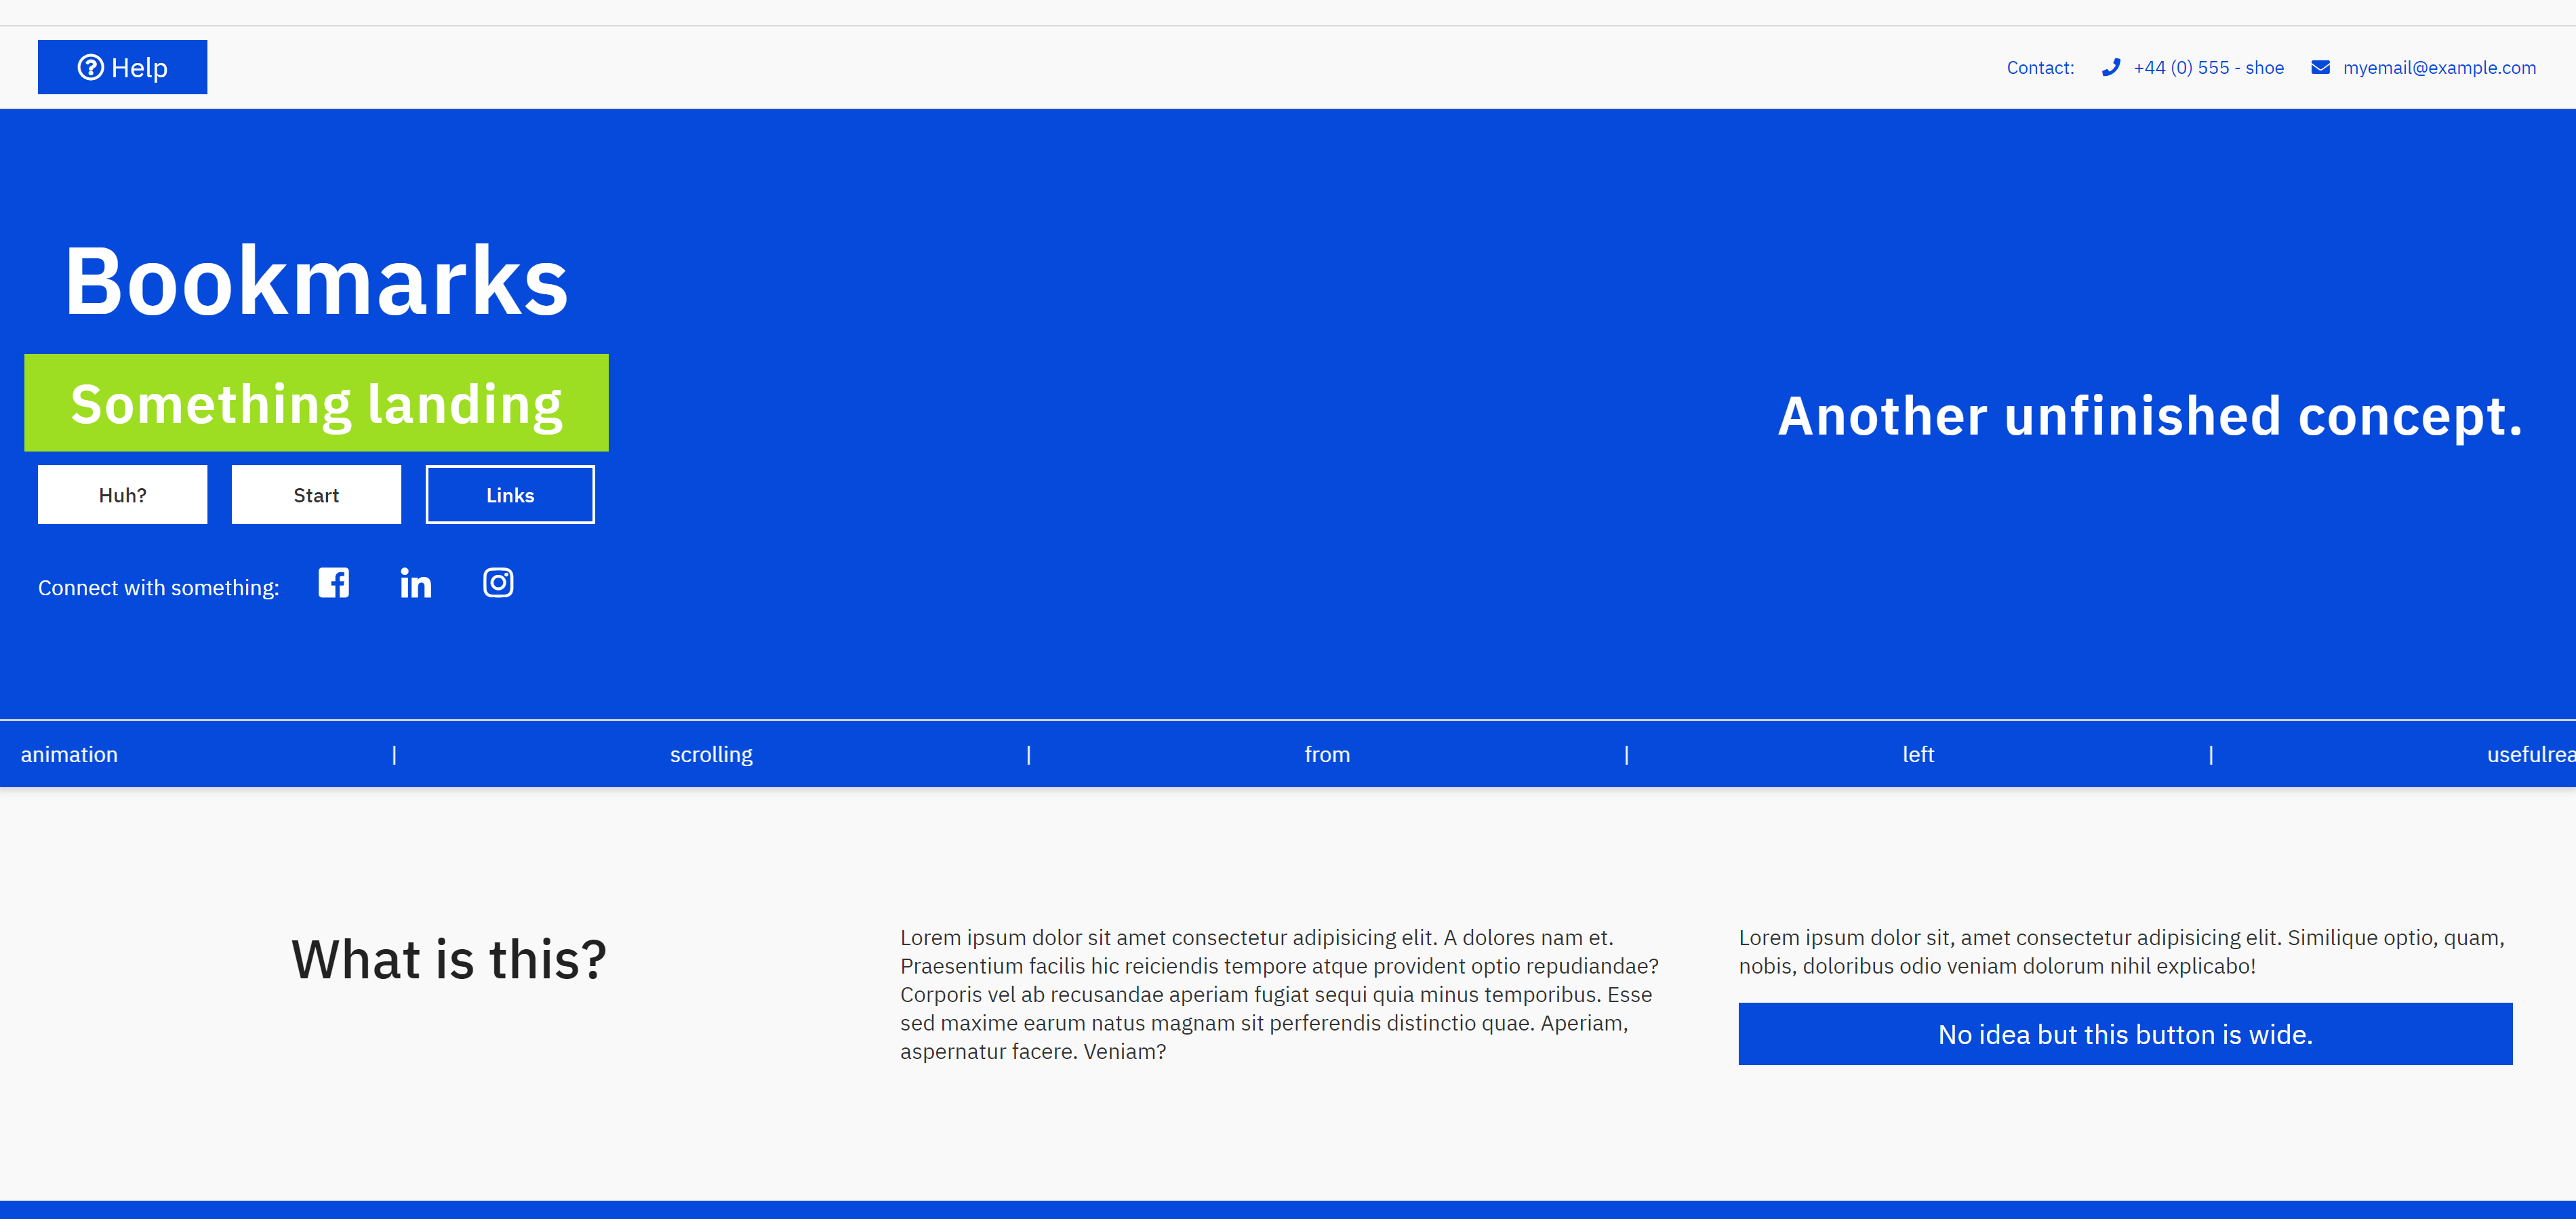 Help
Contact: +44 (0) 555 - shoe myemail@example.com
Bookmarks
Something landing
Another unfinished concept.
Huh? Start Links
Connect with something:
animation | scrolling | from | left | usefulrea
What is this?
Lorem ipsum dolor sit amet consectetur adipisicing elit. A dolores nam et.
Praesentium facilis hic reiciendis tempore atque provident optio repudiandae?
Corporis vel ab recusandae aperiam fugiat sequi quia minus temporibus. Esse
sed maxime earum natus magnam sit perferendis distinctio quae. Aperiam,
aspernatur facere. Veniam?
Lorem ipsum dolor sit, amet consectetur adipisicing elit. Similique optio, quam,
nobis, doloribus odio veniam dolorum nihil explicabo!
No idea but this button is wide.